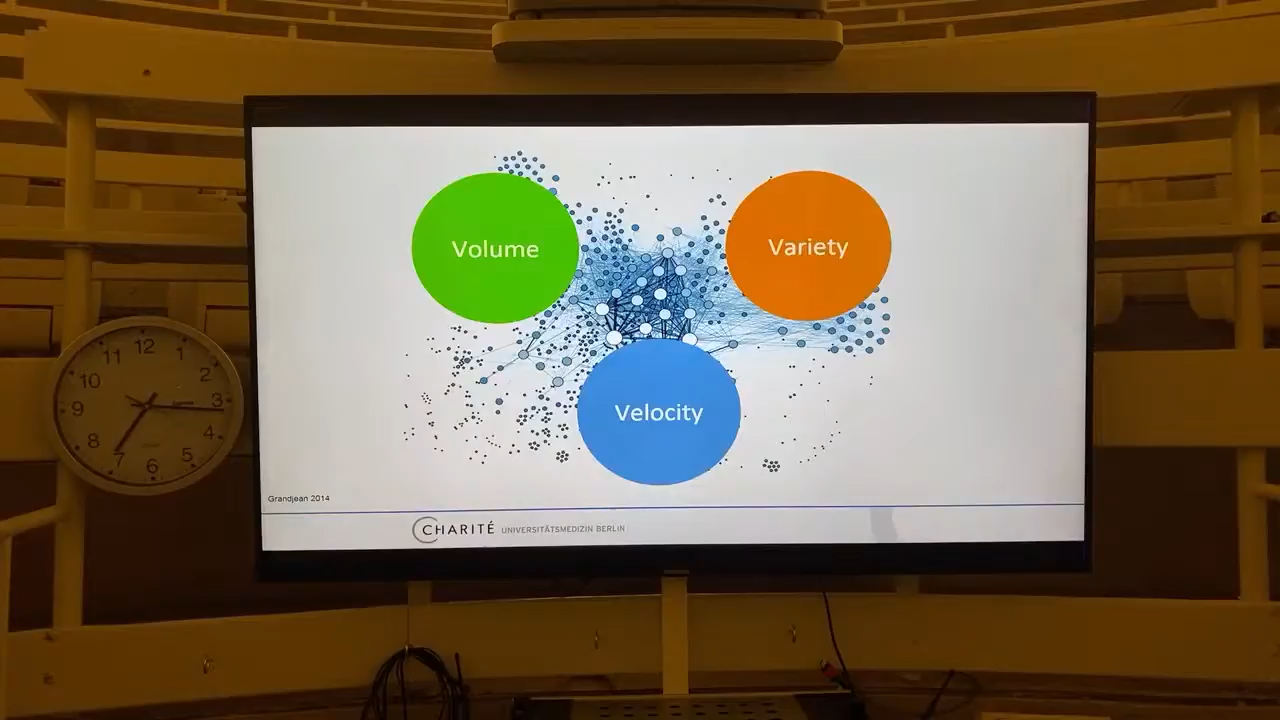 Volume
Variety
Velocity
Grandjean 2014
CHARITÉ UNIVERSITÄTSMEDIZIN BERLIN
12
1
2
3
4
5
6
7
8
9
10
11